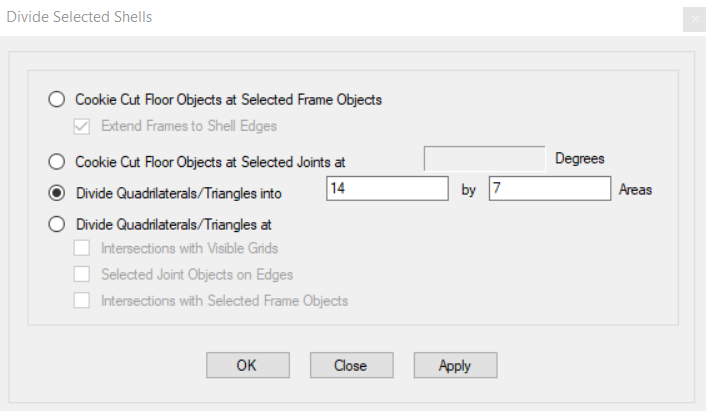 Divide Selected Shells
Cookie Cut Floor Objects at Selected Frame Objects
Extend Frames to Shell Edges
Cookie Cut Floor Objects at Selected Joints at Degrees
Divide Quadrilaterals/Triangles into 14 by 7 Areas
Divide Quadrilaterals/Triangles at
Intersections with Visible Grids
Selected Joint Objects on Edges
Intersections with Selected Frame Objects
OK Close Apply